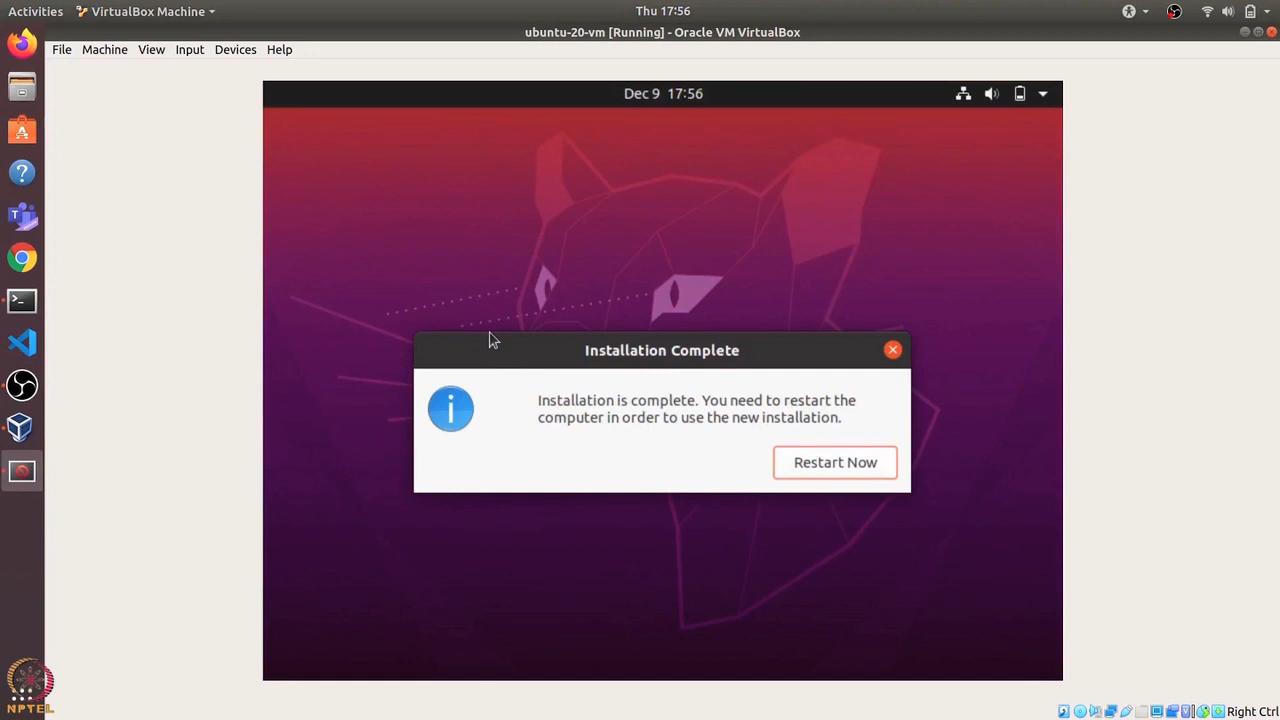 Activities VirtualBox Machine Thu 17:56
ubuntu-20-vm [Running] - Oracle VM VirtualBox
File Machine View Input Devices Help
Dec 9 17:56
Installation Complete
Installation is complete. You need to restart the
computer in order to use the new installation.
Restart Now
NPTEL
Right Ctrl